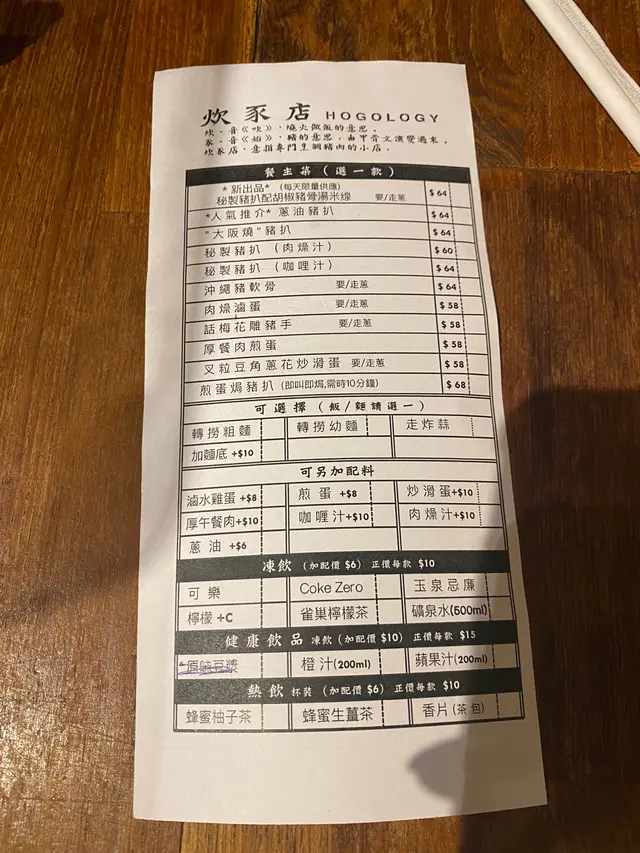 炊豕店 HOGOLOGY
炊 - 音《吹》, 燒火做飯的意思。
豕 - 音《始》, 豬的意思, 由甲骨文演變過來。
炊豕店, 意指專門烹調豬肉的小店。
餐主菜 (選一款)
*新出品* (每天限量供應)
秘製豬扒配胡椒豬骨湯米線 要/走蔥 $64
*人氣推介* 蔥油豬扒 $64
"大阪燒"豬扒 $64
秘製豬扒 (肉燥汁) $60
秘製豬扒 (咖喱汁) $64
沖繩豬軟骨 要/走蔥 $64
肉燥滷蛋 要/走蔥 $58
話梅花雕豬手 要/走蔥 $58
厚餐肉煎蛋 $58
叉粒豆角蔥花炒滑蛋 要/走蔥 $58
煎蛋焗豬扒 (即叫即焗,需時10分鐘) $68
可選擇 (飯/麵請選一)
轉撈粗麵 轉撈幼麵 走炸蒜
加麵底 +$10
可另加配料
滷水雞蛋 +$8 煎蛋 +$8 炒滑蛋+$10
厚午餐肉+$10 咖喱汁+$10 肉燥汁+$10
蔥油 +$6
凍飲 (加配價 $6) 正價每款 $10
可樂 Coke Zero 玉泉忌廉
檸檬 +C 雀巢檸檬茶 礦泉水(500ml)
健康飲品 凍飲 (加配價 $10) 正價每款 $15
原味豆漿 橙汁(200ml) 蘋果汁(200ml)
熱飲 杯裝 (加配價 $6) 正價每款 $10
蜂蜜柚子茶 蜂蜜生薑茶 香片 (茶包)